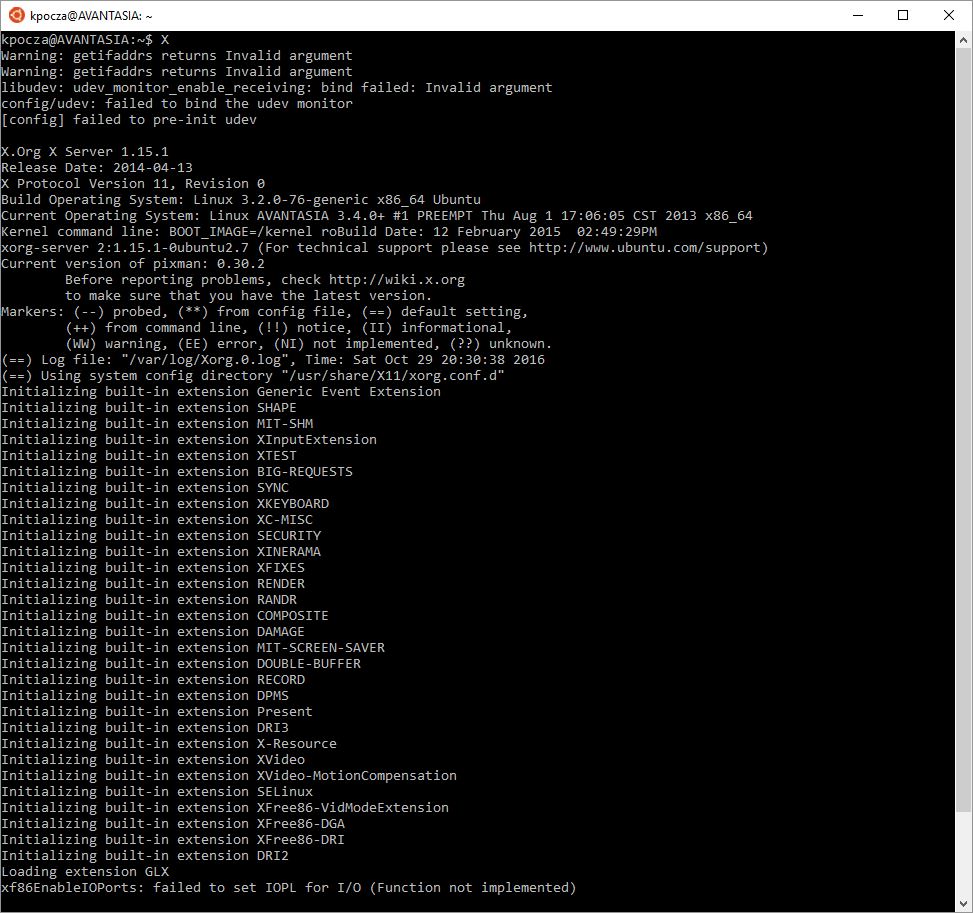 kpocza@AVANTASIA: ~
kpocza@AVANTASIA:~$ X
Warning: getifaddrs returns Invalid argument
Warning: getifaddrs returns Invalid argument
libudev: udev_monitor_enable_receiving: bind failed: Invalid argument
config/udev: failed to bind the udev monitor
[config] failed to pre-init udev
X.Org X Server 1.15.1
Release Date: 2014-04-13
X Protocol Version 11, Revision 0
Build Operating System: Linux 3.2.0-76-generic x86_64 Ubuntu
Current Operating System: Linux AVANTASIA 3.4.0+ #1 PREEMPT Thu Aug 1 17:06:05 CST 2013 x86_64
Kernel command line: BOOT_IMAGE=/kernel roBuild Date: 12 February 2015  02:49:29PM
xorg-server 2:1.15.1-0ubuntu2.7 (For technical support please see http://www.ubuntu.com/support)
Current version of pixman: 0.30.2
        Before reporting problems, check http://wiki.x.org
        to make sure that you have the latest version.
Markers: (--) probed, (**) from config file, (==) default setting,
        (++) from command line, (!!) notice, (II) informational,
        (WW) warning, (EE) error, (NI) not implemented, (??) unknown.
(==) Log file: "/var/log/Xorg.0.log", Time: Sat Oct 29 20:30:38 2016
(==) Using system config directory "/usr/share/X11/xorg.conf.d"
Initializing built-in extension Generic Event Extension
Initializing built-in extension SHAPE
Initializing built-in extension MIT-SHM
Initializing built-in extension XInputExtension
Initializing built-in extension XTEST
Initializing built-in extension BIG-REQUESTS
Initializing built-in extension SYNC
Initializing built-in extension XKEYBOARD
Initializing built-in extension XC-MISC
Initializing built-in extension SECURITY
Initializing built-in extension XINERAMA
Initializing built-in extension XFIXES
Initializing built-in extension RENDER
Initializing built-in extension RANDR
Initializing built-in extension COMPOSITE
Initializing built-in extension DAMAGE
Initializing built-in extension MIT-SCREEN-SAVER
Initializing built-in extension DOUBLE-BUFFER
Initializing built-in extension RECORD
Initializing built-in extension DPMS
Initializing built-in extension Present
Initializing built-in extension DRI3
Initializing built-in extension X-Resource
Initializing built-in extension XVideo
Initializing built-in extension XVideo-MotionCompensation
Initializing built-in extension SELinux
Initializing built-in extension XFree86-VidModeExtension
Initializing built-in extension XFree86-DGA
Initializing built-in extension XFree86-DRI
Initializing built-in extension DRI2
Loading extension GLX
xf86EnableIOPorts: failed to set IOPL for I/O (Function not implemented)